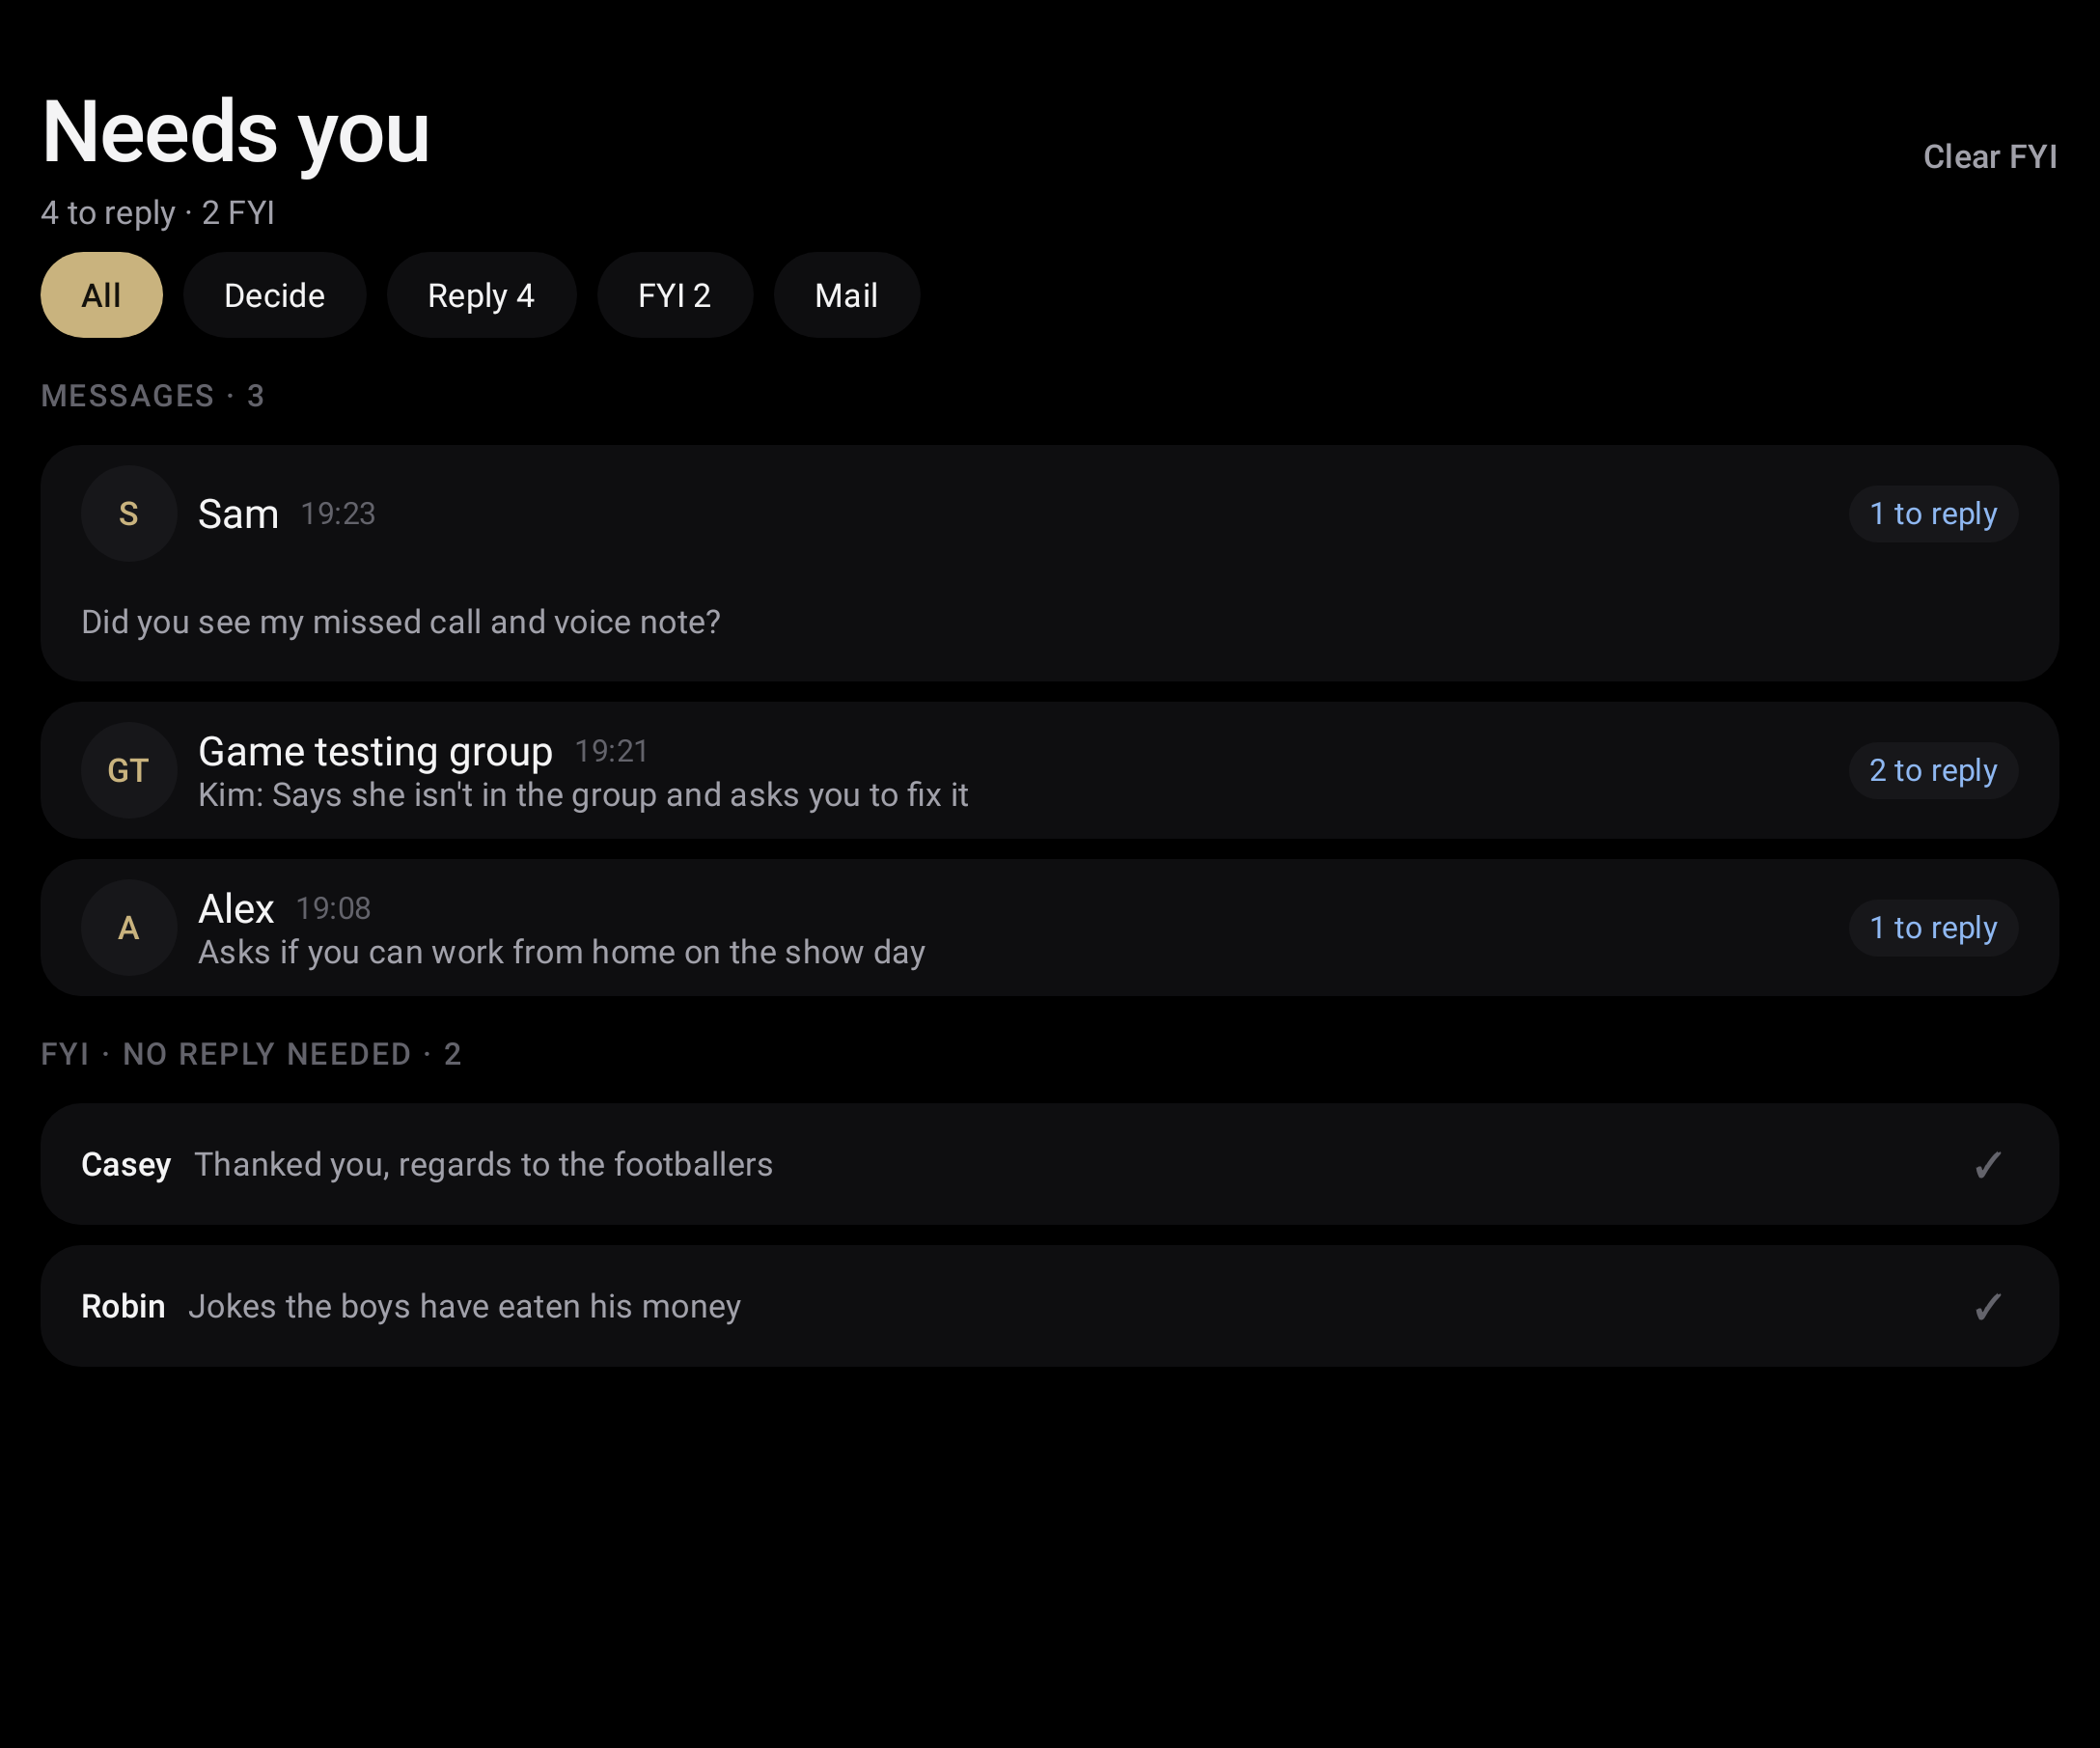 Needs you
Clear FYI
4 to reply · 2 FYI
All Decide Reply 4 FYI 2 Mail
MESSAGES · 3
S Sam 19:23 1 to reply
Did you see my missed call and voice note?
GT Game testing group 19:21 2 to reply
Kim: Says she isn't in the group and asks you to fix it
A Alex 19:08 1 to reply
Asks if you can work from home on the show day
FYI · NO REPLY NEEDED · 2
Casey Thanked you, regards to the footballers ✓
Robin Jokes the boys have eaten his money ✓